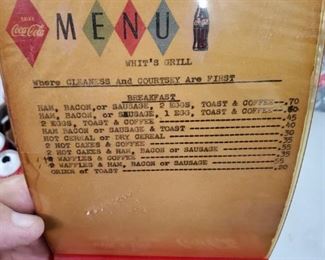 DRINK
Coca-Cola
MENU
WHIT'S GRILL
Where CLEANESS And COURTSEY Are FIRST
BREAKFAST
HAM, BACON,or SAUSAGE, 2 EGGS, TOAST & COFFEE-.70
HAM, BACON, or SAUSAGE, 1 EGG, TOAST & COFFEE--.60
2 EGGS, TOAST & COFFEE-----.45
HAM BACON or SAUSAGE & TOAST-----.40
HOT CEREAL or DRY CEREAL-----.30
2 HOT CAKES & COFFEE-----.35
2 HOT CAKES & HAM, BACON or SAUSAGE-----.55
2 WAFFLES & COFFEE-----.35
2 WAFFLES & HAM, BACON or SAUSAGE-----.55
ORDER of TOAST-----.20